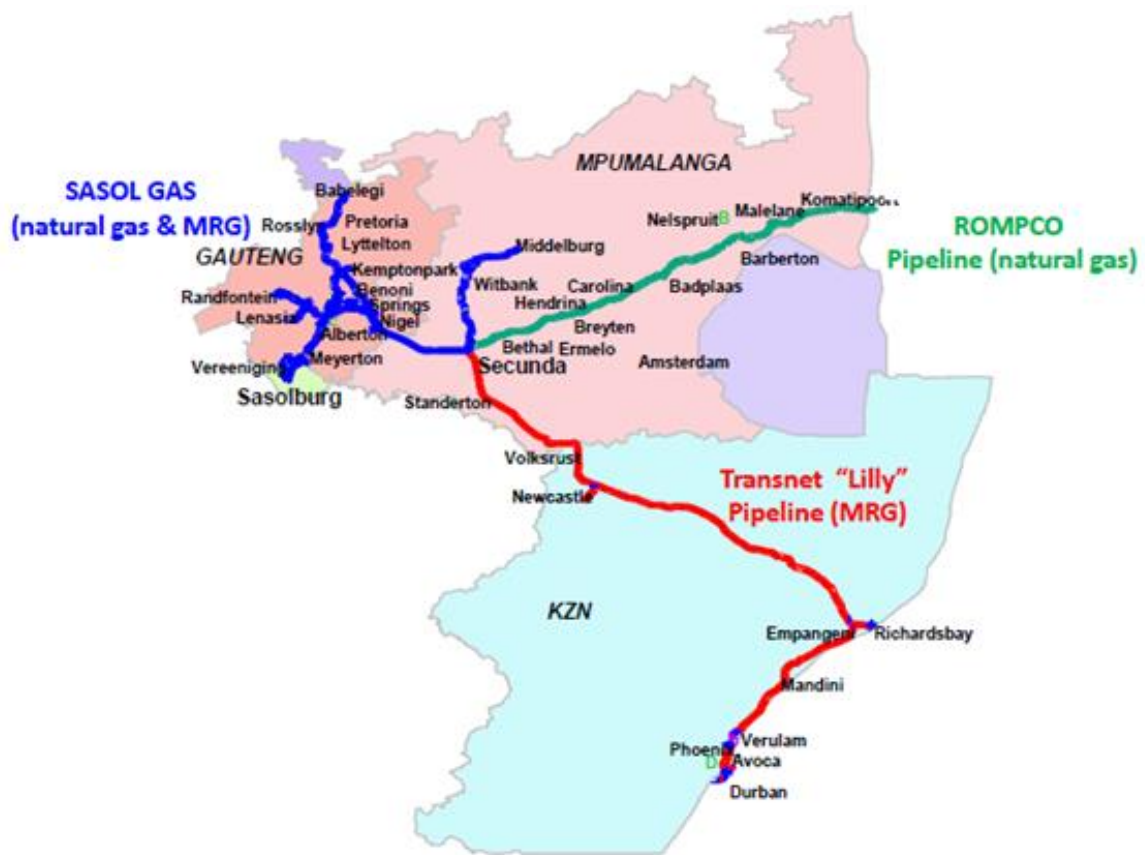 MPUMALANGA
SASOL GAS
(natural gas & MRG)
Babelegi
Rosslyn
Pretoria
Lyttelton
GAUTENG
Kemptonpark
Benoni
Randfontein
Springs
Lenasia
Nigel
Alberton
Vereeniging
Meyerton
Sasolburg
Middelburg
Witbank
Nelspruit
B
Malelane
Komatipoort
ROMPCO
Pipeline (natural gas)
Barberton
Badplaas
Carolina
Hendrina
Breyten
Bethal
Ermelo
Amsterdam
Secunda
Standerton
Volksrust
Newcastle
Transnet "Lilly"
Pipeline (MRG)
KZN
Empangeni
Richardsbay
Mandini
Verulam
Phoenix
D
Avoca
Durban